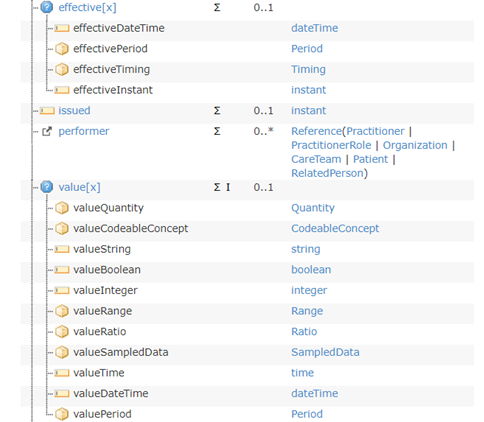 effective[x] Σ 0..1
effectiveDateTime dateTime
effectivePeriod Period
effectiveTiming Timing
effectiveInstant instant
issued Σ 0..1 instant
performer Σ 0..* Reference(Practitioner |
PractitionerRole | Organization |
CareTeam | Patient |
RelatedPerson)
value[x] Σ I 0..1
valueQuantity Quantity
valueCodeableConcept CodeableConcept
valueString string
valueBoolean boolean
valueInteger integer
valueRange Range
valueRatio Ratio
valueSampledData SampledData
valueTime time
valueDateTime dateTime
valuePeriod Period